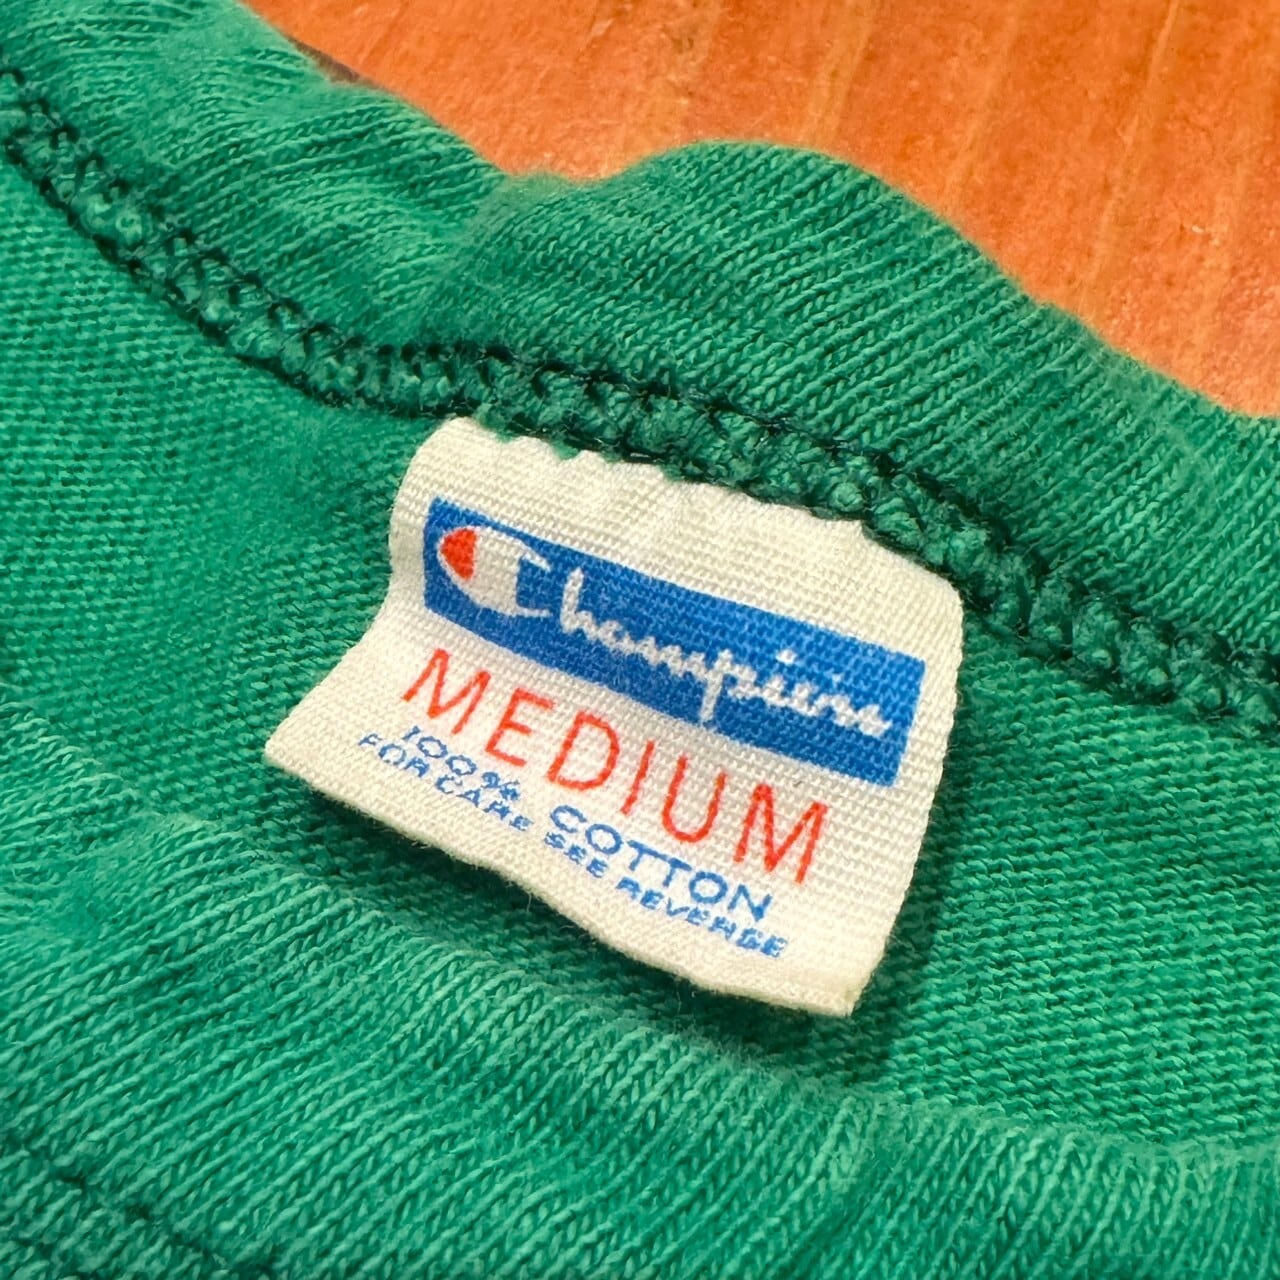 Champion
MEDIUM
100% COTTON
FOR CARE SEE REVERSE